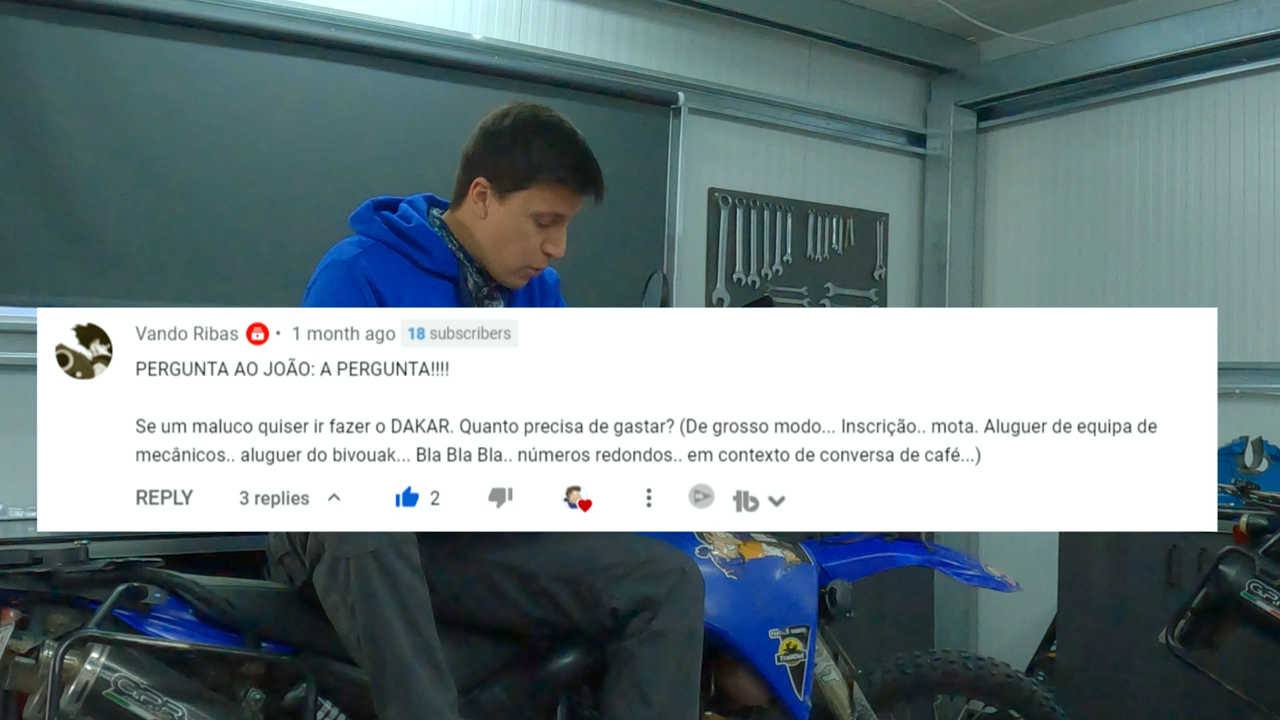 Vando Ribas • 1 month ago 18 subscribers
PERGUNTA AO JOÃO: A PERGUNTA!!!!
Se um maluco quiser ir fazer o DAKAR. Quanto precisa de gastar? (De grosso modo... Inscrição.. mota. Aluguer de equipa de
mecânicos.. aluguer do bivouak... Bla Bla Bla.. números redondos.. em contexto de conversa de café...)
REPLY 3 replies 2 tb
GPR